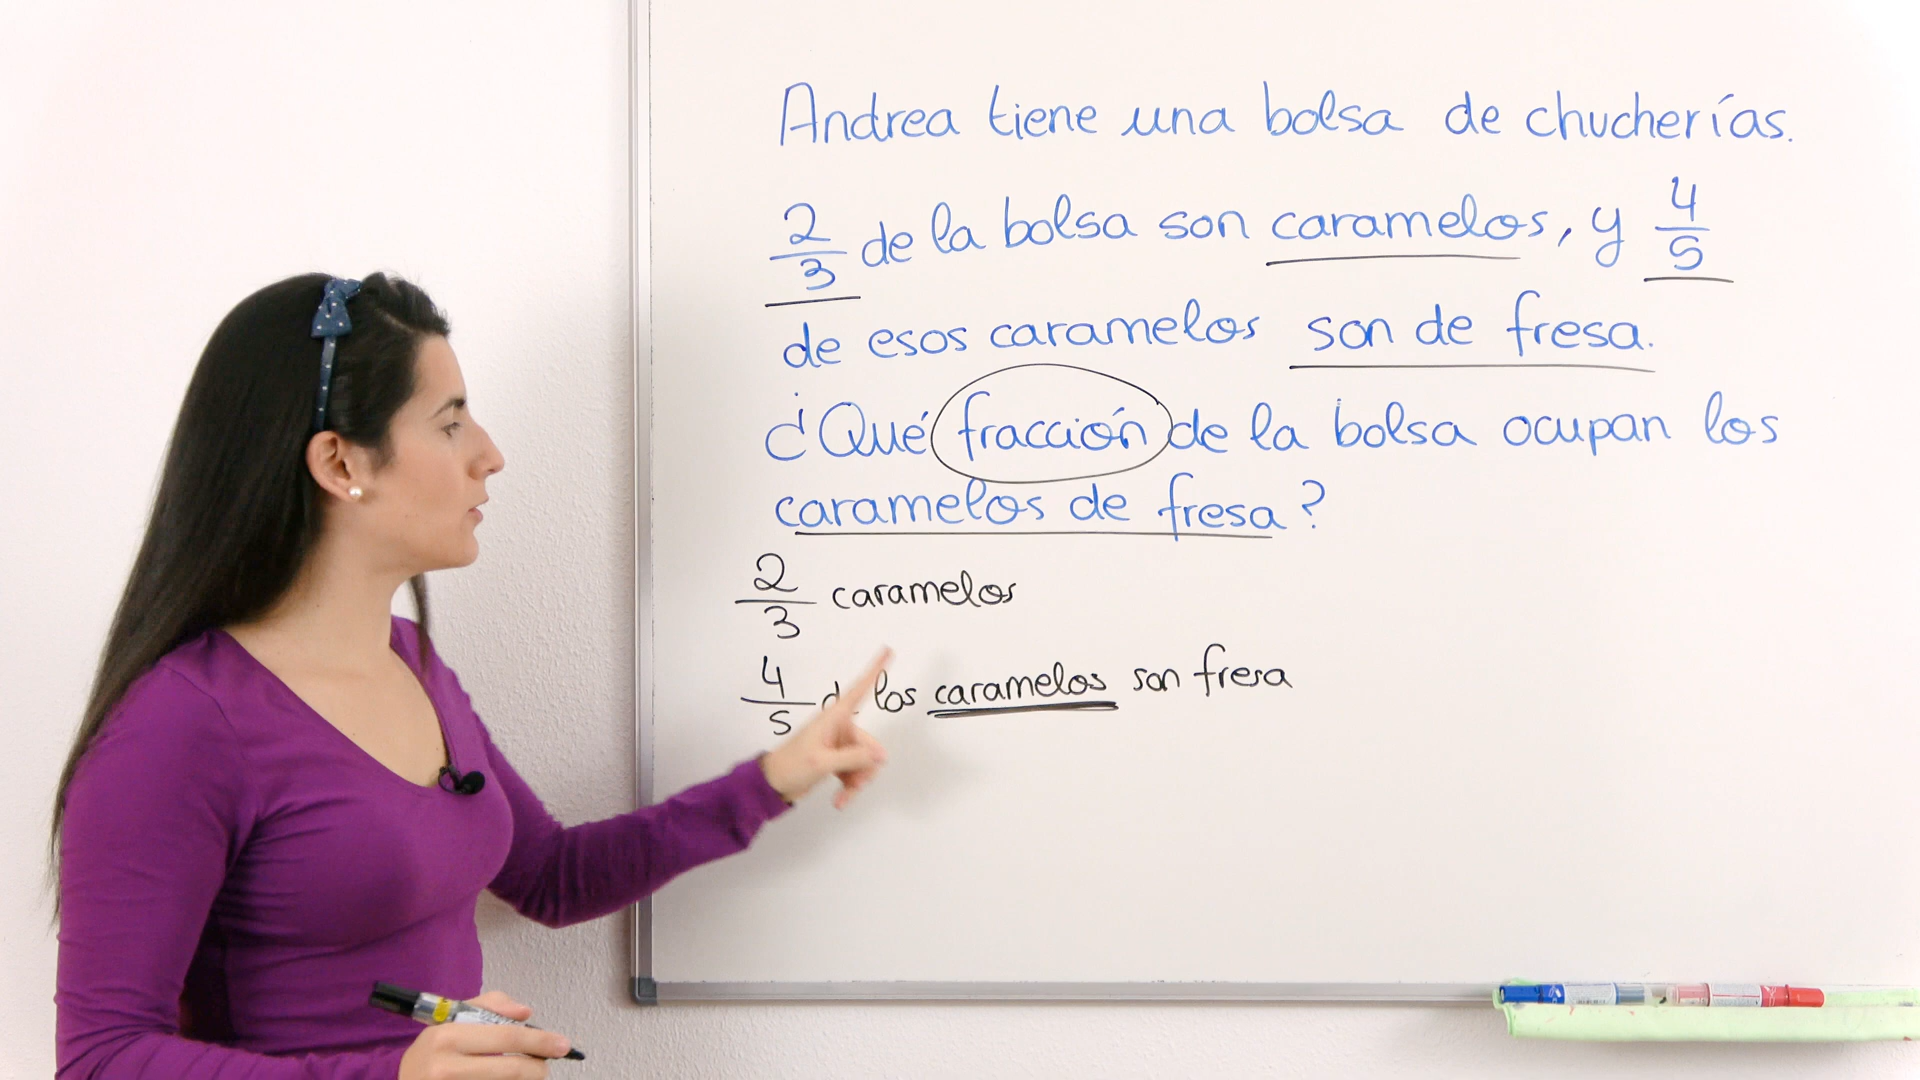 Andrea tiene una bolsa de chucherías.
2/3 de la bolsa son caramelos, y 4/5
de esos caramelos son de fresa.
¿Qué fracción de la bolsa ocupan los
caramelos de fresa?
2/3 caramelos
4/5 de los caramelos son fresa